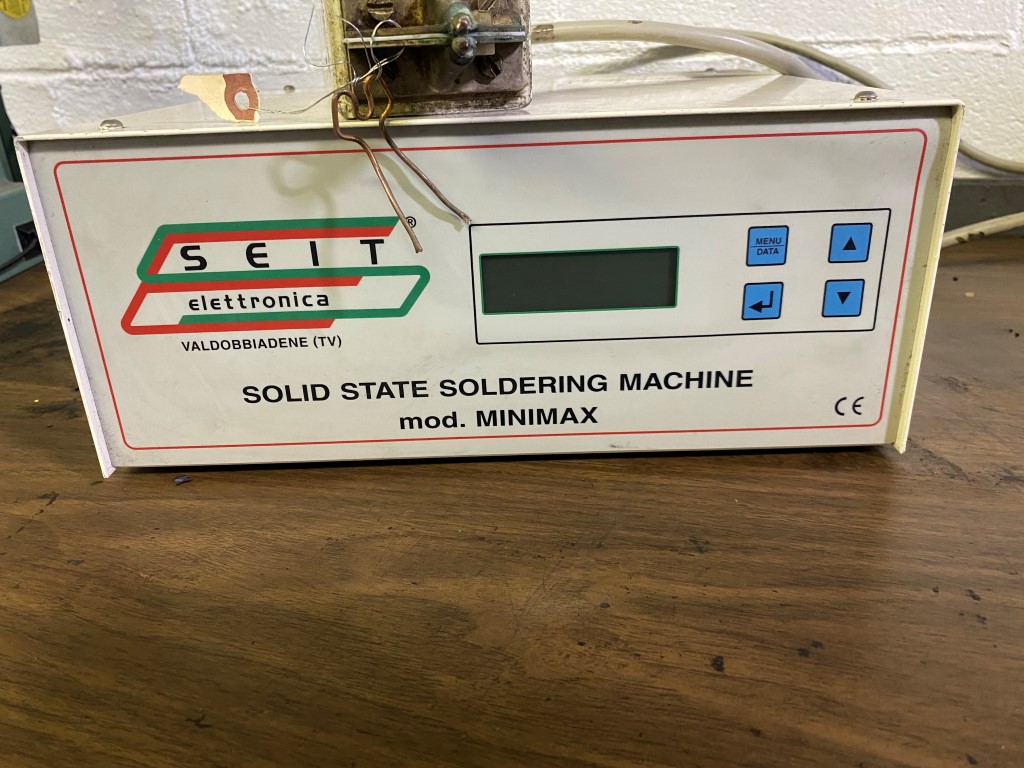 SEIT®
elettronica
VALDOBBIADENE (TV)
MENU
DATA
SOLID STATE SOLDERING MACHINE
mod. MINIMAX
CE